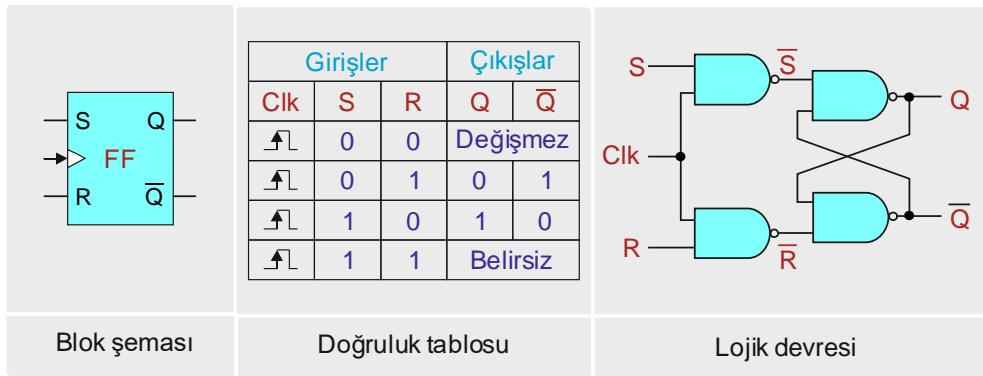 S Q
FF
R Q̅
Girişler Çıkışlar
Clk S R Q Q̅
0 0 Değişmez
0 1 0 1
1 0 1 0
1 1 Belirsiz
S S̅
Q
Clk
R R̅
Q̅
Blok şeması
Doğruluk tablosu
Lojik devresi